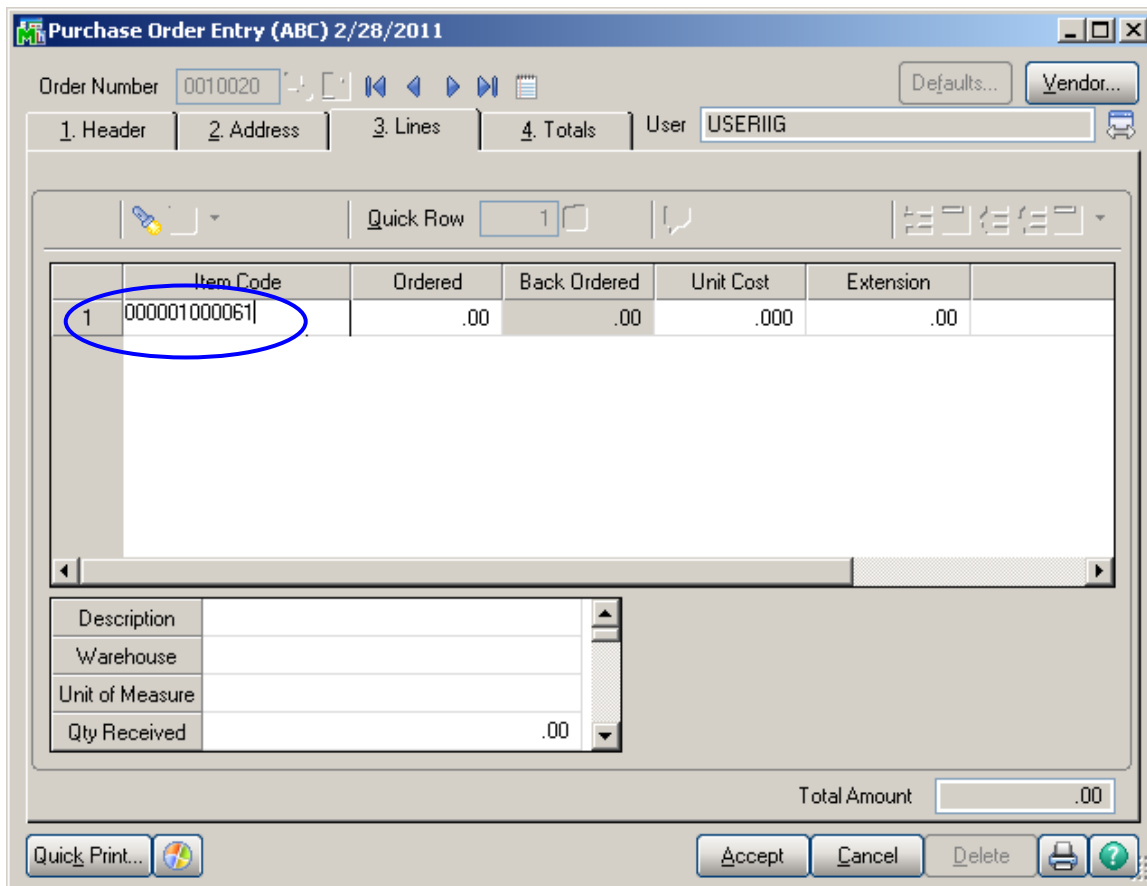 Purchase Order Entry (ABC) 2/28/2011
Order Number 0010020 Defaults... Vendor...
1. Header 2. Address 3. Lines 4. Totals User USERIIG
Quick Row 1
Item Code Ordered Back Ordered Unit Cost Extension
1 000001000061 .00 .00 .000 .00
Description
Warehouse
Unit of Measure
Qty Received .00
Total Amount .00
Quick Print... Accept Cancel Delete